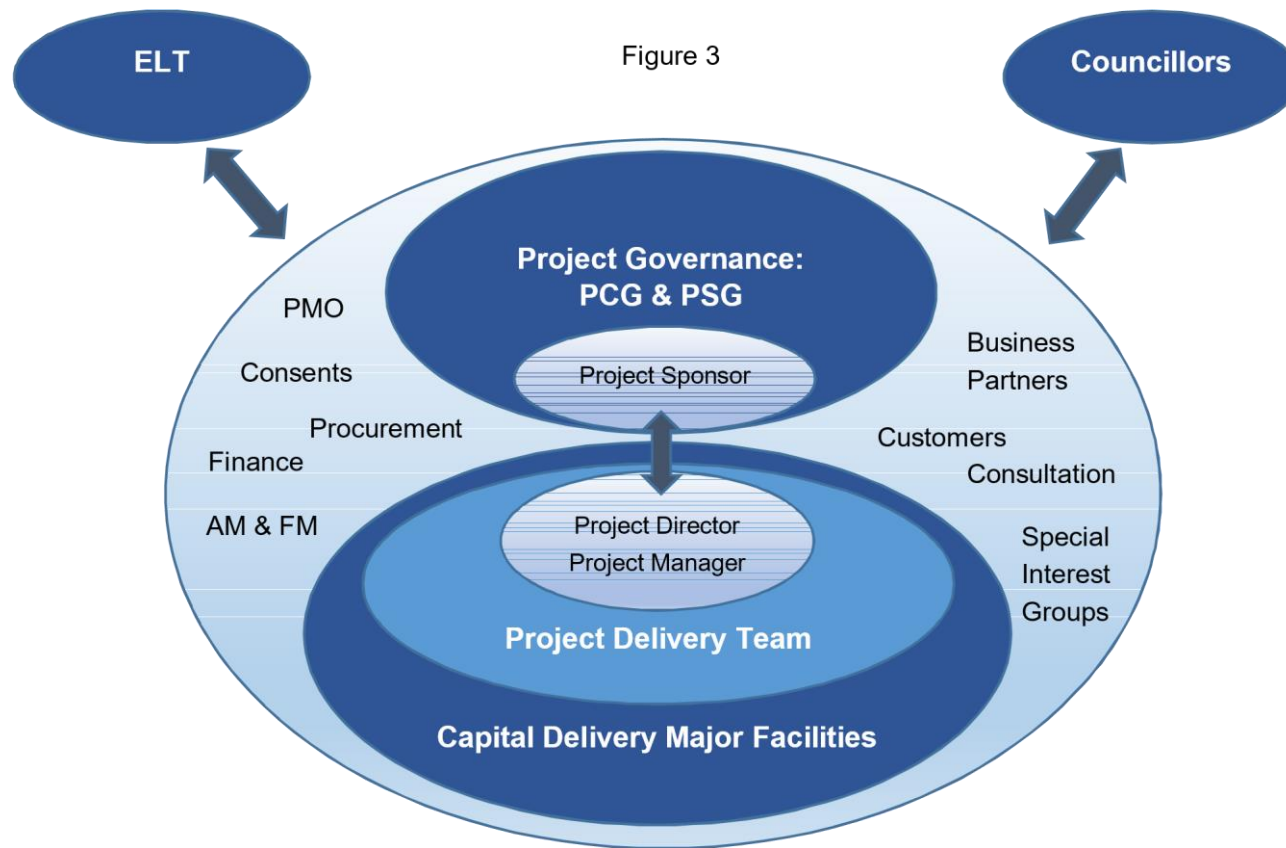 ELT
Figure 3
Councillors
Project Governance:
PCG & PSG
Project Sponsor
PMO
Consents
Procurement
Finance
AM & FM
Business
Partners
Customers
Consultation
Special
Interest
Groups
Project Director
Project Manager
Project Delivery Team
Capital Delivery Major Facilities